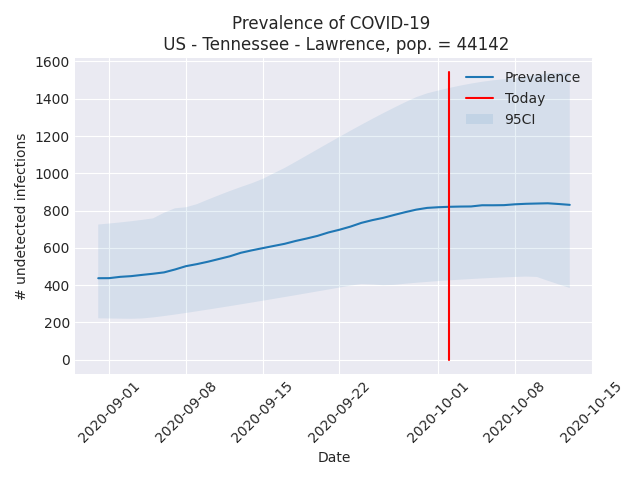 Prevalence of COVID-19
US - Tennessee - Lawrence, pop. = 44142
1600
1400
1200
1000
800
600
400
200
0
# undetected infections
Prevalence
Today
95CI
2020-09-01
2020-09-08
2020-09-15
2020-09-22
2020-10-01
2020-10-08
2020-10-15
Date